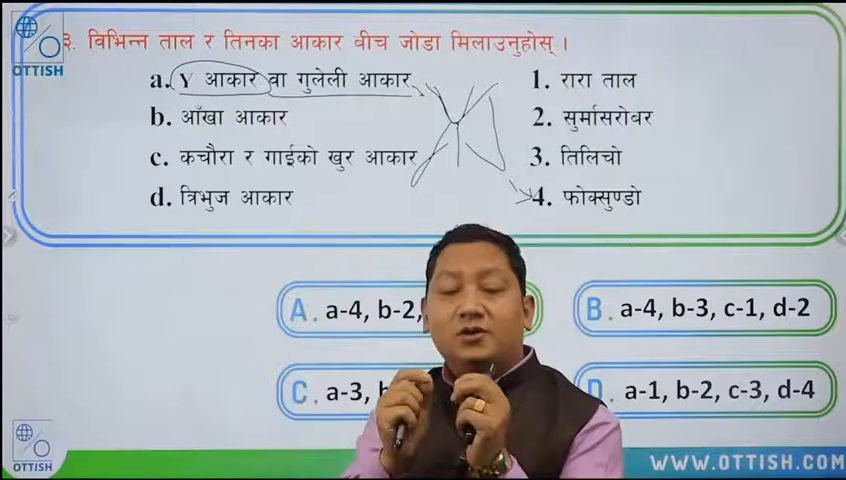 OTTISH
३. विभिन्न ताल र तिनका आकार बीच जोडा मिलाउनुहोस् ।
a. Y आकार वा गुलेली आकार 1. रारा ताल
b. आँखा आकार 2. सुर्मासरोबर
c. कचौरा र गाईको खुर आकार 3. तिलिचो
d. त्रिभुज आकार 4. फोक्सुण्डो
A. a-4, b-2, B. a-4, b-3, c-1, d-2
C. a-3, D. a-1, b-2, c-3, d-4
OTTISH
WWW.OTTISH.COM